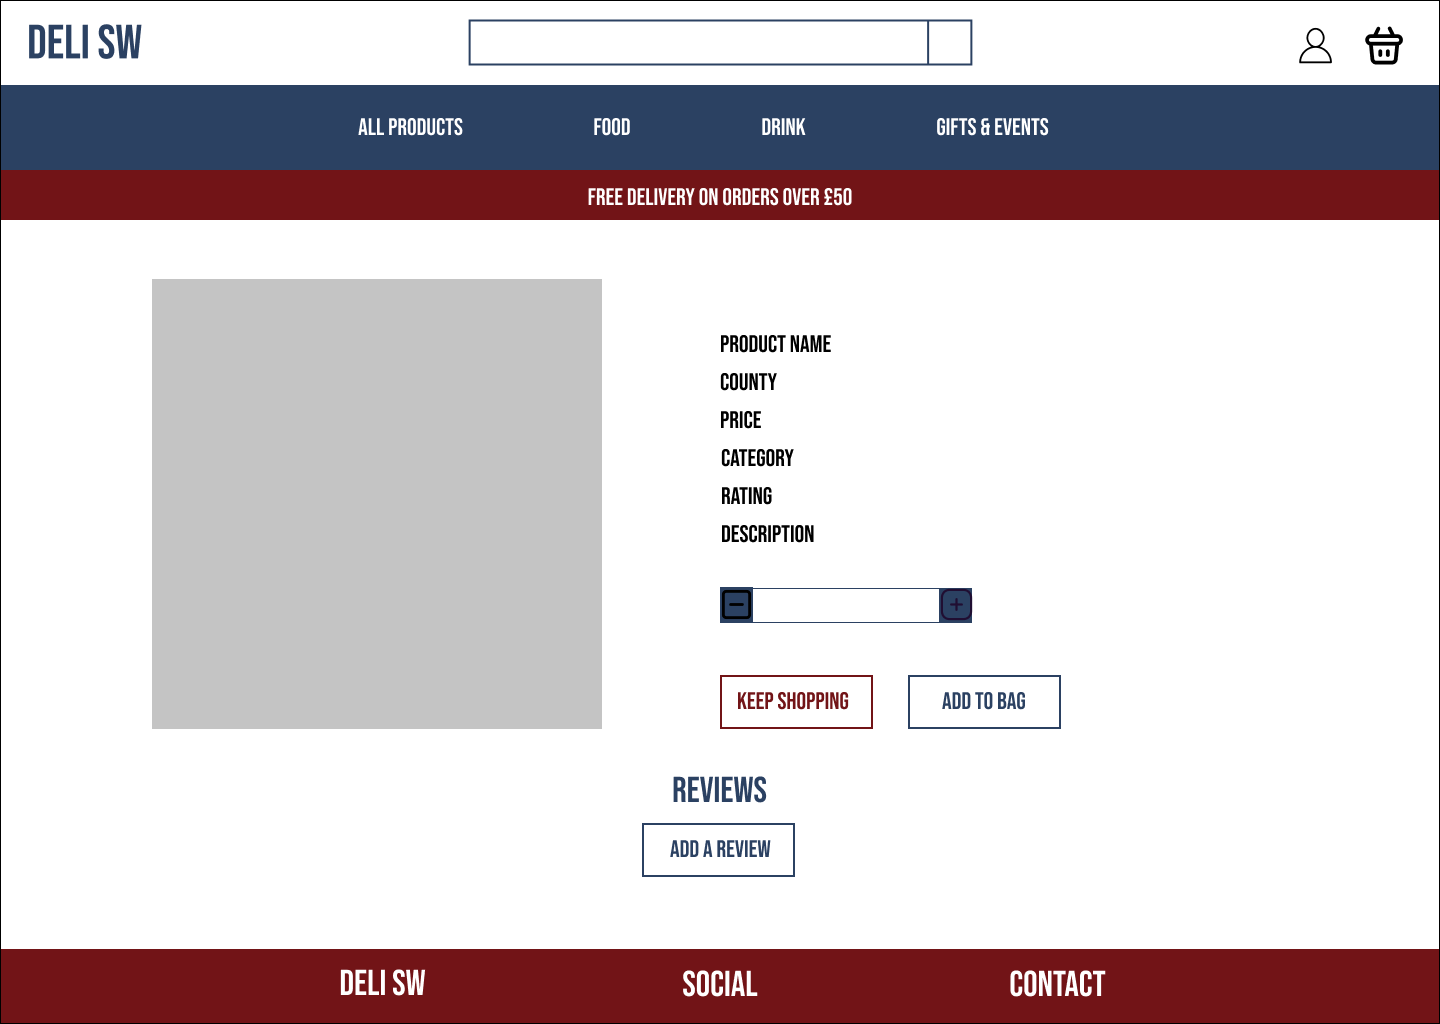 DELI SW
ALL PRODUCTS FOOD DRINK GIFTS & EVENTS
FREE DELIVERY ON ORDERS OVER £50
PRODUCT NAME
COUNTY
PRICE
CATEGORY
RATING
DESCRIPTION
KEEP SHOPPING ADD TO BAG
REVIEWS
ADD A REVIEW
DELI SW SOCIAL CONTACT